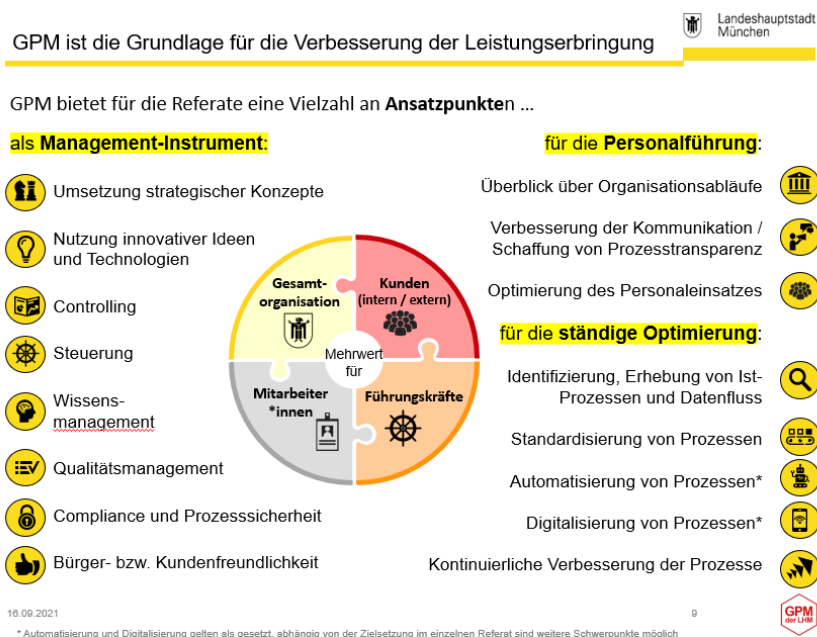 GPM ist die Grundlage für die Verbesserung der Leistungserbringung
Landeshauptstadt
München
GPM bietet für die Referate eine Vielzahl an Ansatzpunkten ...
als Management-Instrument:
Umsetzung strategischer Konzepte
Nutzung innovativer Ideen
und Technologien
Controlling
Steuerung
Wissens-
management
Qualitätsmanagement
Compliance und Prozesssicherheit
Bürger- bzw. Kundenfreundlichkeit
Gesamt-
organisation
Kunden
(intern / extern)
Mehrwert
für
Mitarbeiter
*innen
Führungskräfte
für die Personalführung:
Überblick über Organisationsabläufe
Verbesserung der Kommunikation /
Schaffung von Prozesstransparenz
Optimierung des Personaleinsatzes
für die ständige Optimierung:
Identifizierung, Erhebung von Ist-
Prozessen und Datenfluss
Standardisierung von Prozessen
Automatisierung von Prozessen*
Digitalisierung von Prozessen*
Kontinuierliche Verbesserung der Prozesse
16.09.2021
9
GPM
der LHM
* Automatisierung und Digitalisierung gelten als gesetzt, abhängig von der Zielsetzung im einzelnen Referat sind weitere Schwerpunkte möglich